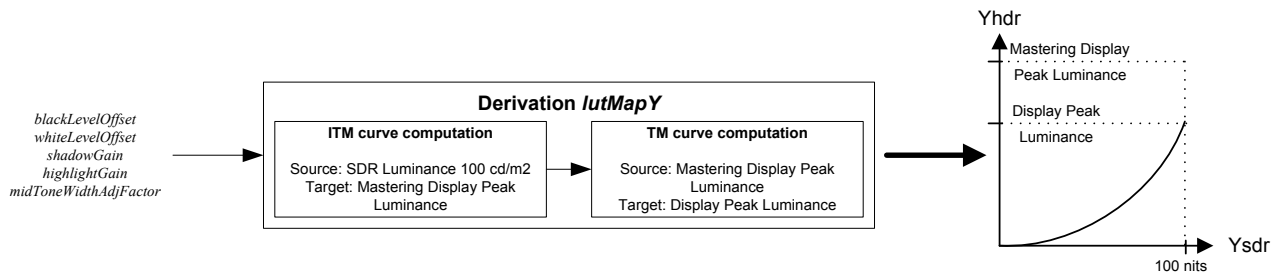 blackLevelOffset
whiteLevelOffset
shadowGain
highlightGain
midToneWidthAdjFactor
Derivation lutMapY
ITM curve computation
Source: SDR Luminance 100 cd/m2
Target: Mastering Display Peak
Luminance
TM curve computation
Source: Mastering Display Peak
Luminance
Target: Display Peak Luminance
Yhdr
Mastering Display
Peak Luminance
Display Peak
Luminance
Ysdr
100 nits